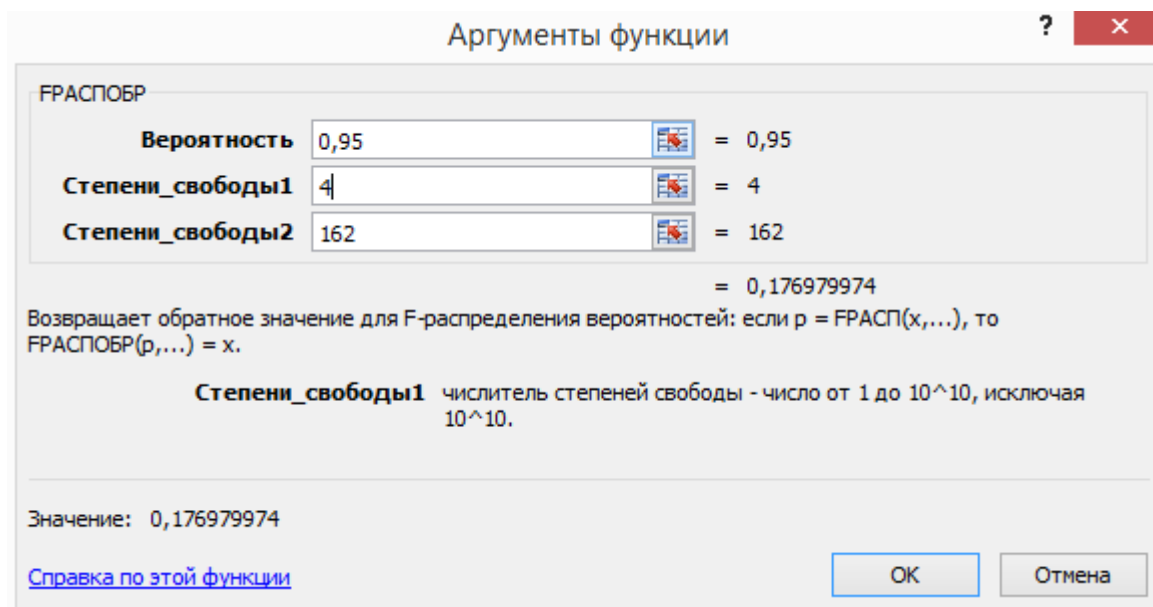 Аргументы функции
?
FРАСПОБР
Вероятность 0,95 = 0,95
Степени_свободы1 4 = 4
Степени_свободы2 162 = 162
= 0,176979974
Возвращает обратное значение для F-распределения вероятностей: если p = FРАСП(x,...), то
FРАСПОБР(p,...) = x.
Степени_свободы1 числитель степеней свободы - число от 1 до 10^10, исключая
10^10.
Значение: 0,176979974
Справка по этой функции
ОК
Отмена